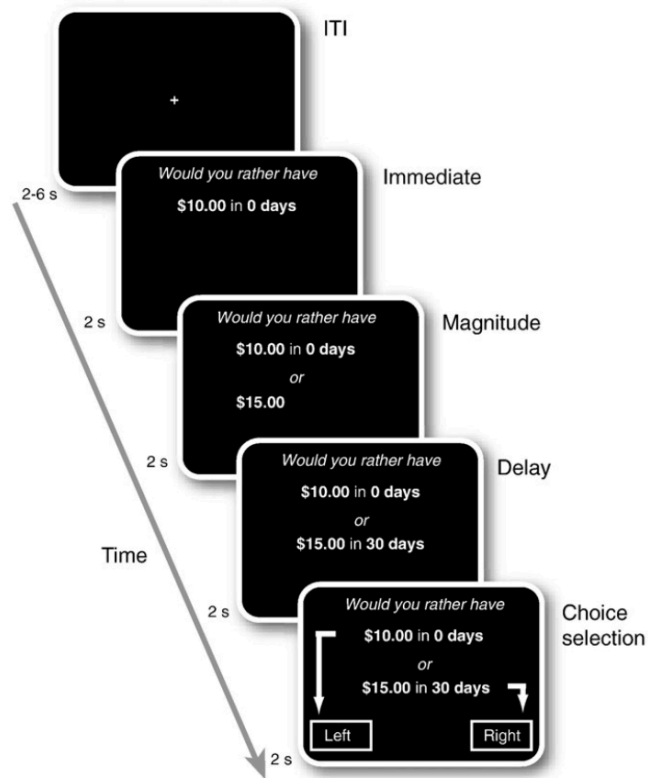 ITI
+
2-6 s
Would you rather have
$10.00 in 0 days
Immediate
2 s
Would you rather have
$10.00 in 0 days
or
$15.00
Magnitude
2 s
Would you rather have
$10.00 in 0 days
or
$15.00 in 30 days
Delay
Time
2 s
Would you rather have
$10.00 in 0 days
or
$15.00 in 30 days
Left
Right
Choice
selection
2 s